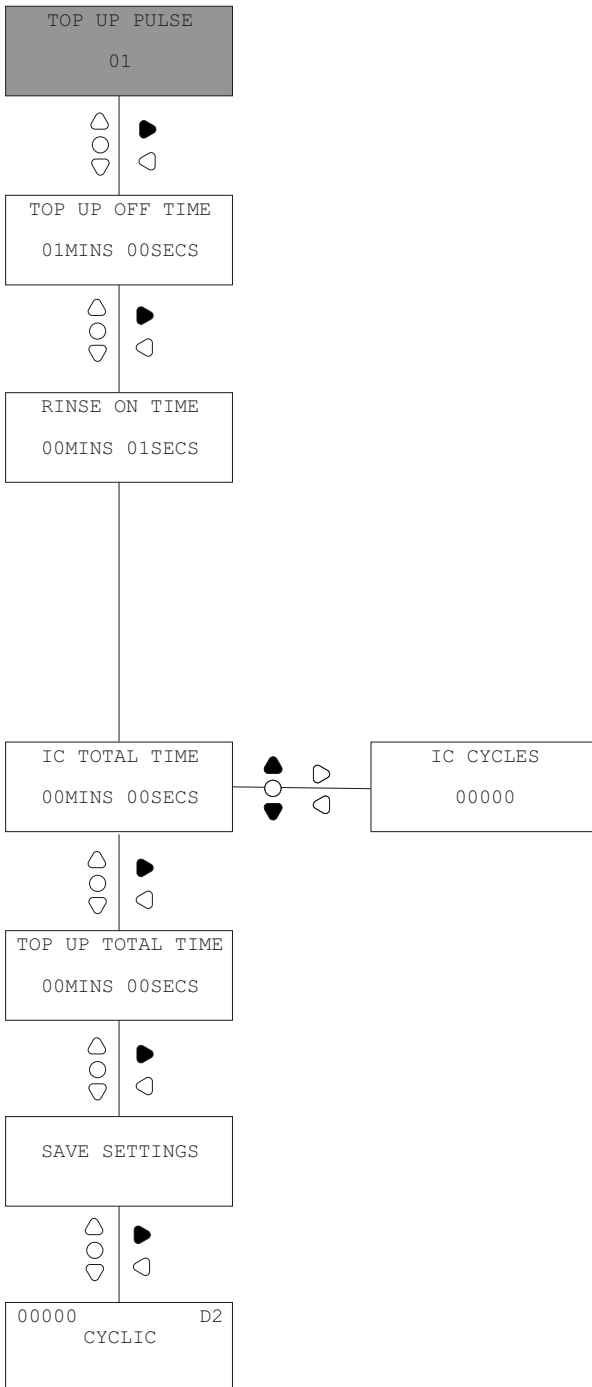 TOP UP PULSE
01
TOP UP OFF TIME
01MINS 00SECS
RINSE ON TIME
00MINS 01SECS
IC TOTAL TIME
00MINS 00SECS
IC CYCLES
00000
TOP UP TOTAL TIME
00MINS 00SECS
SAVE SETTINGS
00000 D2
CYCLIC